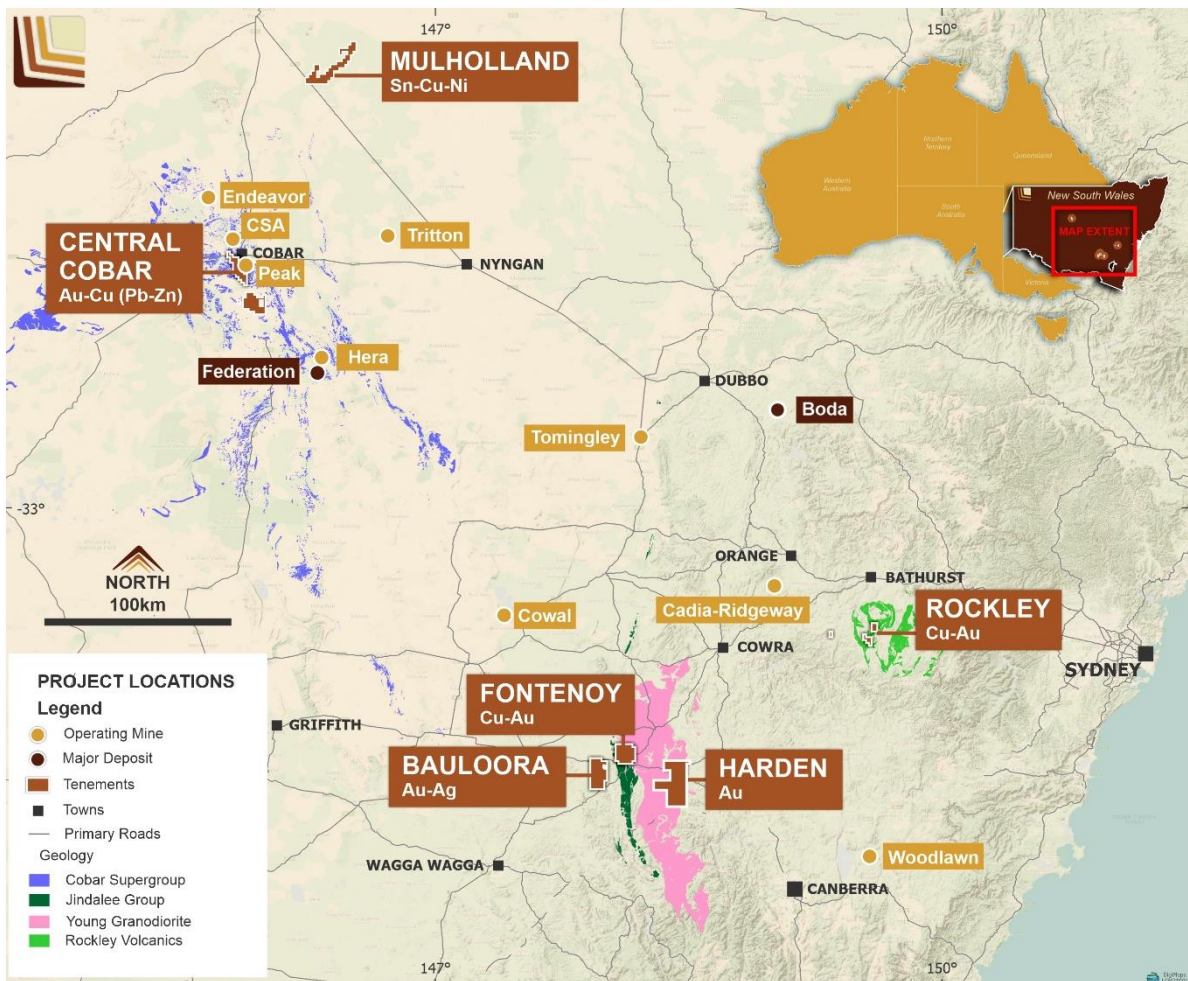 147°
150°
MULHOLLAND
Sn-Cu-Ni
Northern
Territory
Queensland
Western
Australia
South
Australia
New South Wales
MAP EXTENT
Victoria
Endeavor
CSA
CENTRAL
COBAR
Au-Cu (Pb-Zn)
COBAR
Peak
Tritton
NYNGAN
Hera
Federation
DUBBO
Boda
Tomingley
-33°
NORTH
100km
ORANGE
BATHURST
Cowal
Cadia-Ridgeway
ROCKLEY
Cu-Au
COWRA
SYDNEY
FONTENOY
Cu-Au
GRIFFITH
BAULOORA
Au-Ag
HARDEN
Au
WAGGA WAGGA
Woodlawn
CANBERRA
PROJECT LOCATIONS
Legend
Operating Mine
Major Deposit
Tenements
Towns
Primary Roads
Geology
Cobar Supergroup
Jindalee Group
Young Granodiorite
Rockley Volcanics
147°
150°